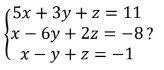 5x + 3y + z = 11
x − 6y + 2z = −8?
x − y + z = −1